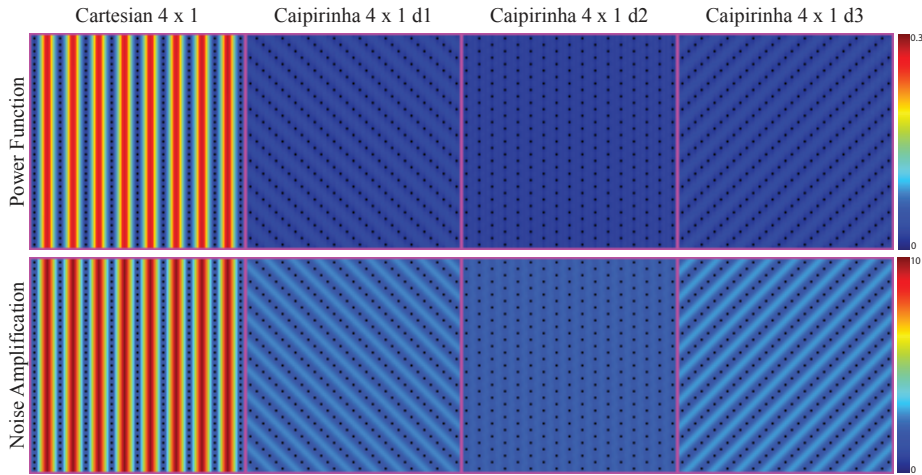 Cartesian 4 x 1
Caipirinha 4 x 1 d1
Caipirinha 4 x 1 d2
Caipirinha 4 x 1 d3
Power Function
0.3
0
Noise Amplification
10
0